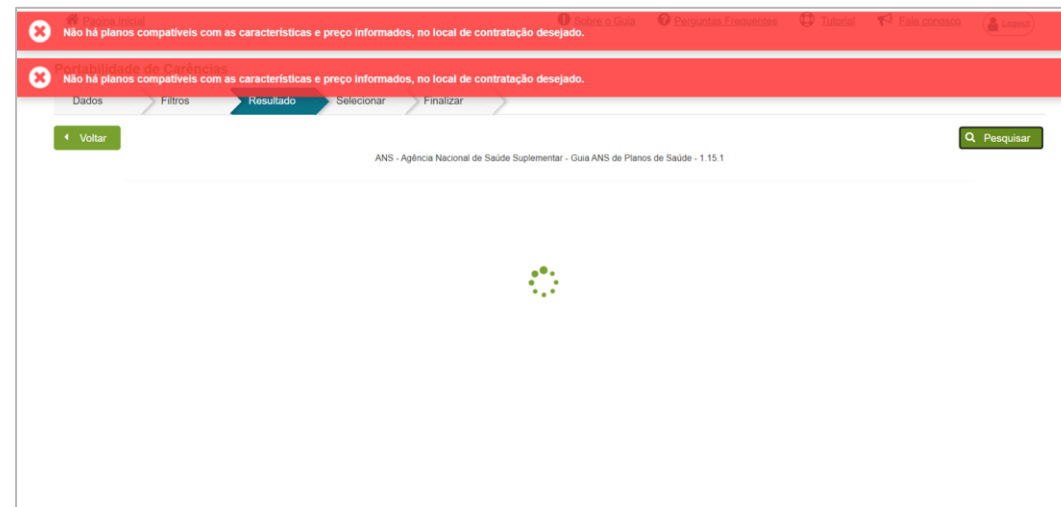 Página Inicial
Sobre o Guia
Perguntas Frequentes
Tutorial
Fale conosco
Logout
Não há planos compatíveis com as características e preço informados, no local de contratação desejado.
Portabilidade de Carências
Não há planos compatíveis com as características e preço informados, no local de contratação desejado.
Dados
Filtros
Resultado
Selecionar
Finalizar
Voltar
Pesquisar
ANS - Agência Nacional de Saúde Suplementar - Guia ANS de Planos de Saúde - 1.15.1